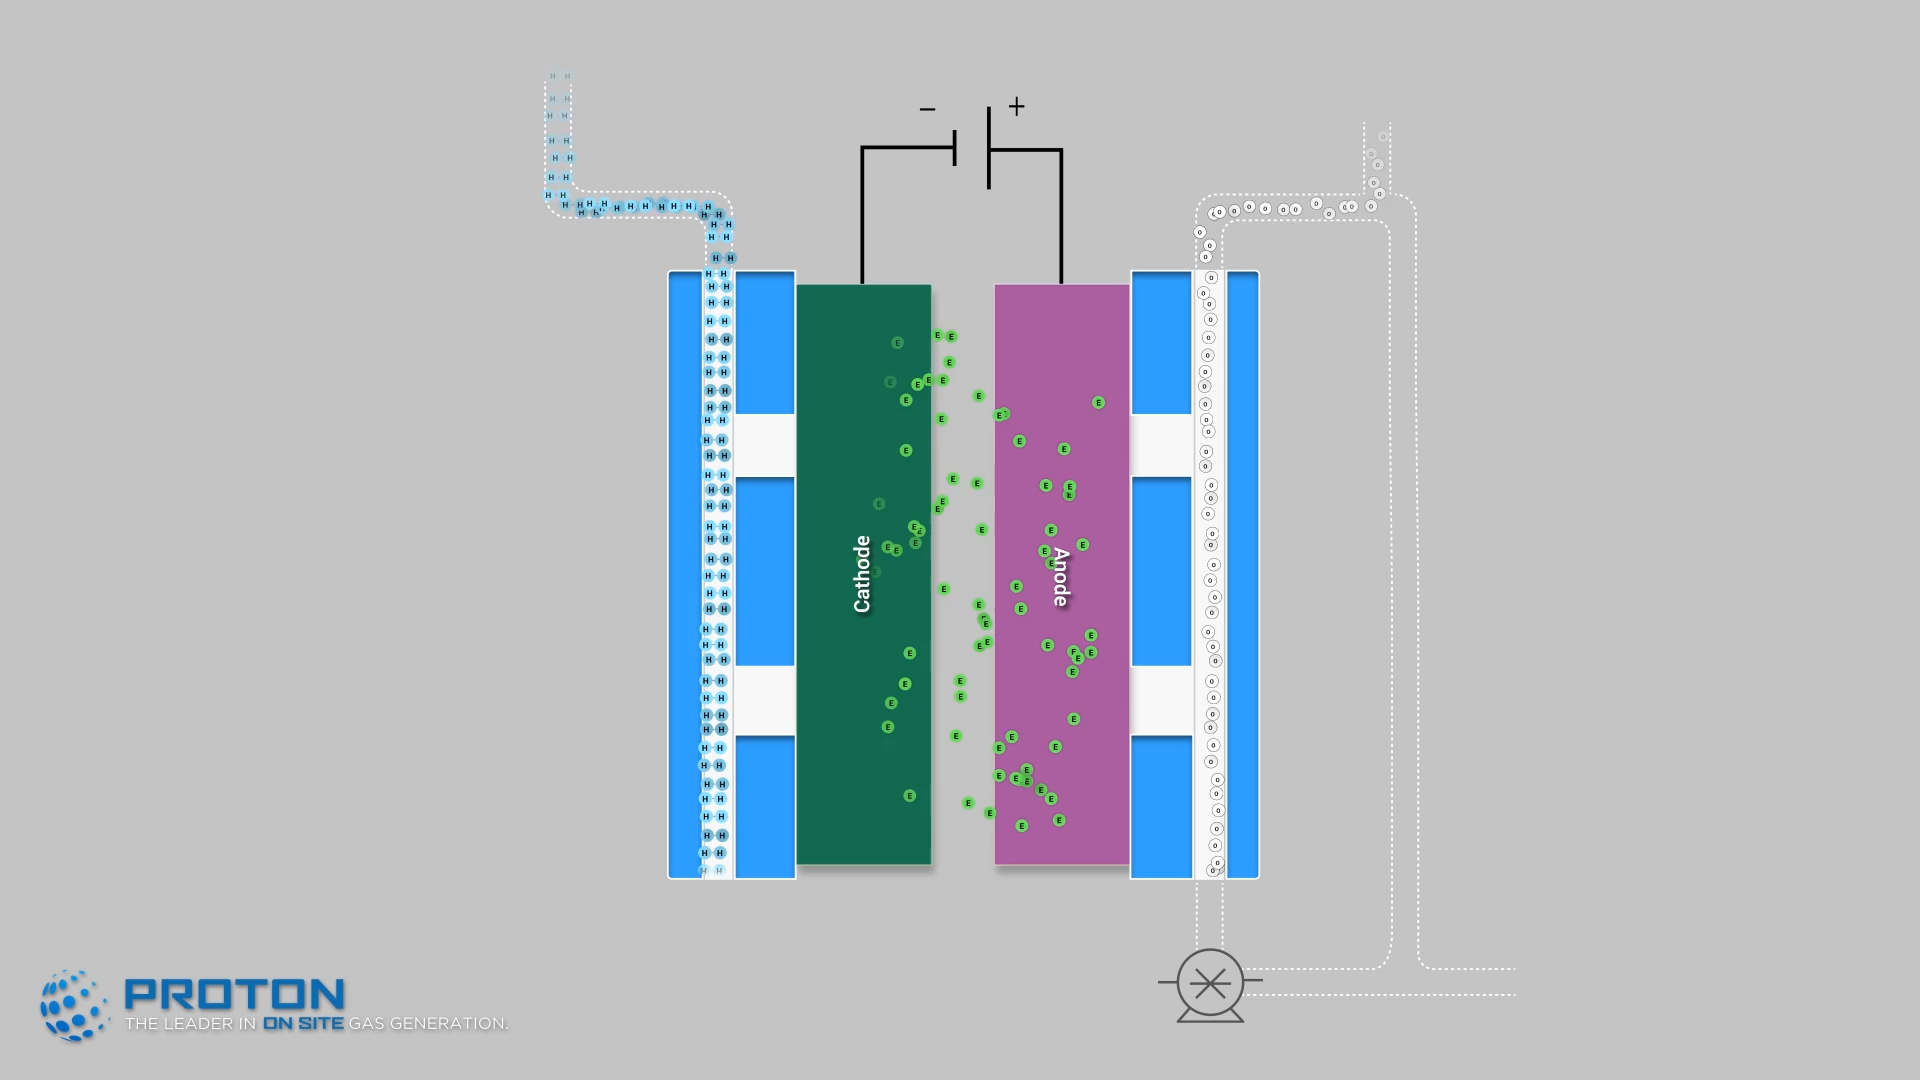 − +
Cathode
Anode
PROTON
THE LEADER IN ON SITE GAS GENERATION.